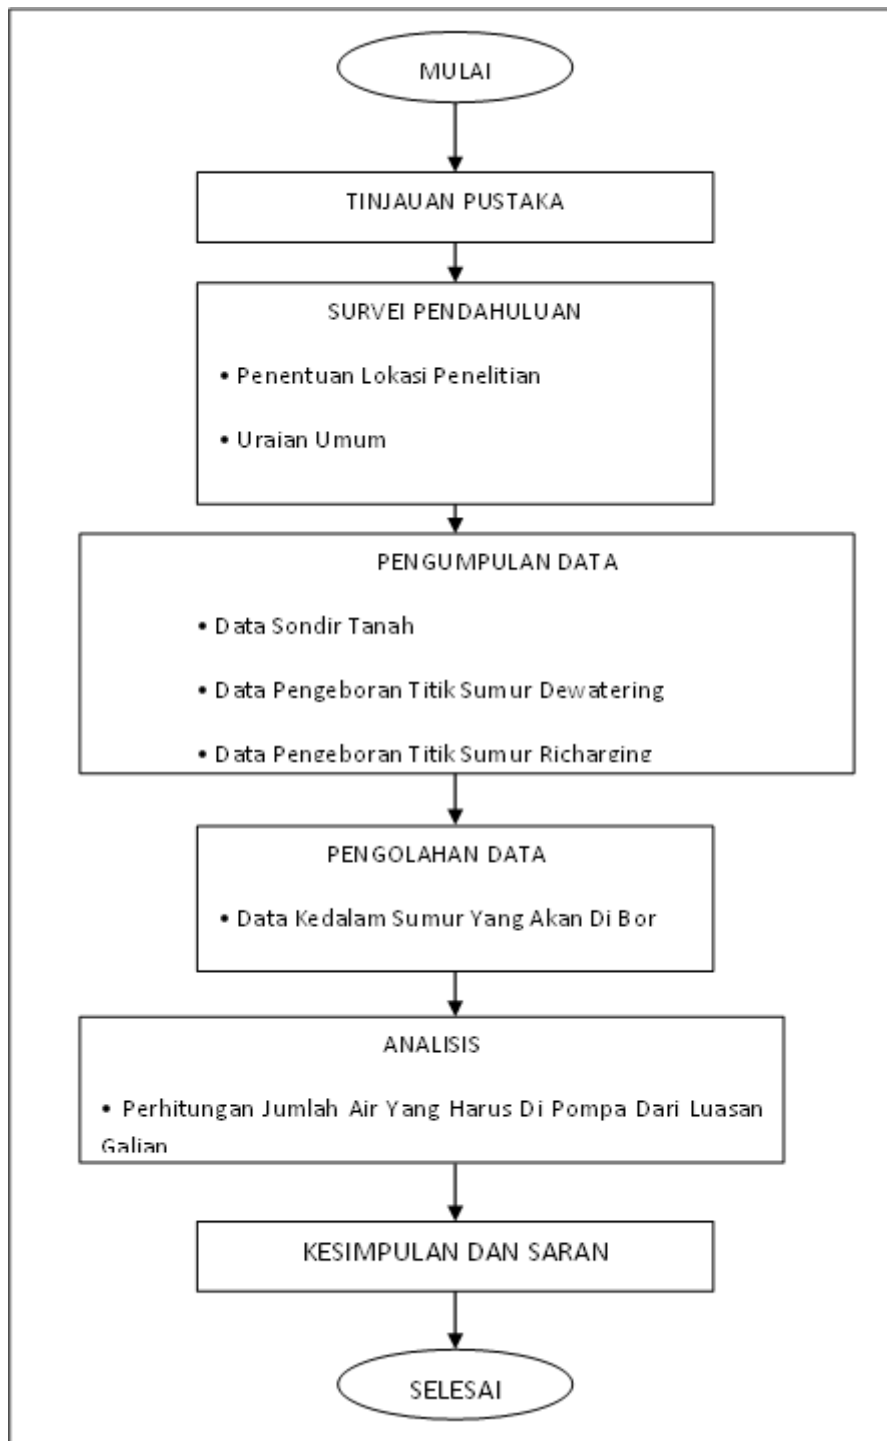 MULAI
TINJAUAN PUSTAKA
SURVEI PENDAHULUAN
• Penentuan Lokasi Penelitian
• Uraian Umum
PENGUMPULAN DATA
• Data Sondir Tanah
• Data Pengeboran Titik Sumur Dewatering
• Data Pengeboran Titik Sumur Richarging
PENGOLAHAN DATA
• Data Kedalam Sumur Yang Akan Di Bor
ANALISIS
• Perhitungan Jumlah Air Yang Harus Di Pompa Dari Luasan
Galian
KESIMPULAN DAN SARAN
SELESAI